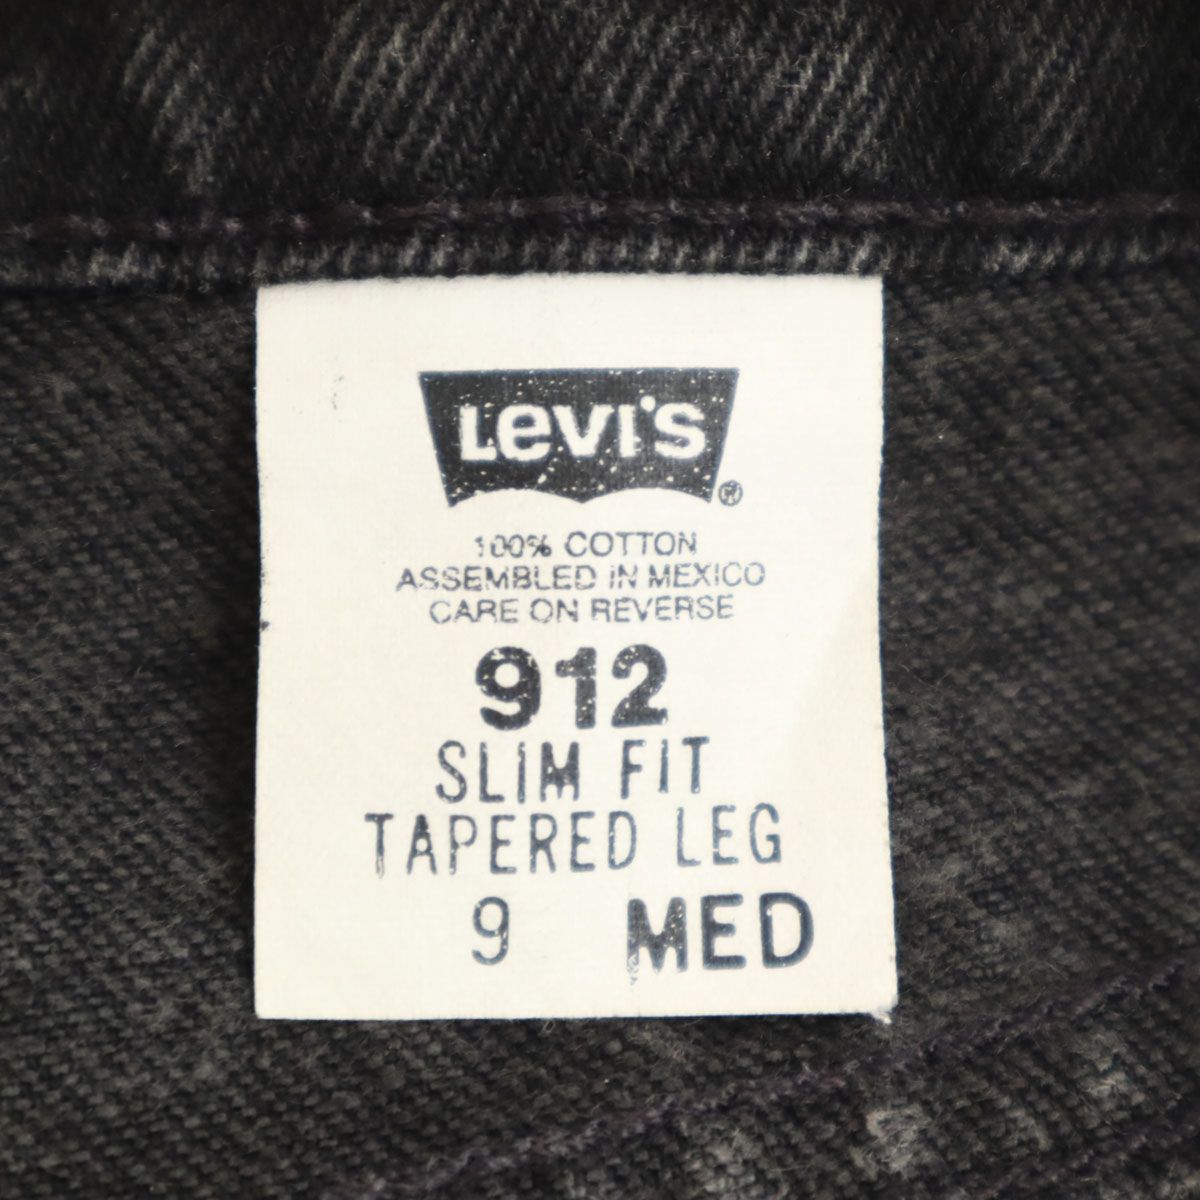 Levi's ®
100% COTTON
ASSEMBLED IN MEXICO
CARE ON REVERSE
912
SLIM FIT
TAPERED LEG
9 MED